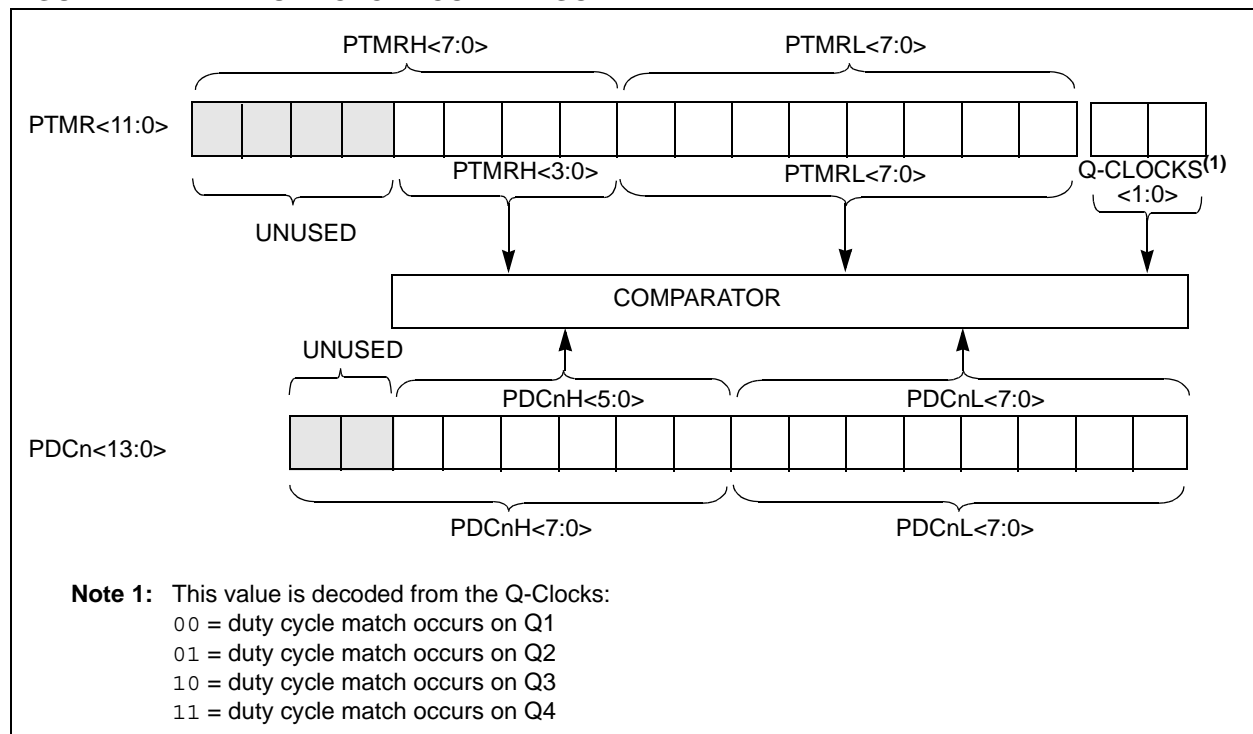 PTMRH<7:0> PTMRL<7:0>
PTMR<11:0>
PTMRH<3:0> PTMRL<7:0> Q-CLOCKS(1)
<1:0>
UNUSED
COMPARATOR
UNUSED
PDCnH<5:0> PDCnL<7:0>
PDCn<13:0>
PDCnH<7:0> PDCnL<7:0>
Note 1: This value is decoded from the Q-Clocks:
00 = duty cycle match occurs on Q1
01 = duty cycle match occurs on Q2
10 = duty cycle match occurs on Q3
11 = duty cycle match occurs on Q4